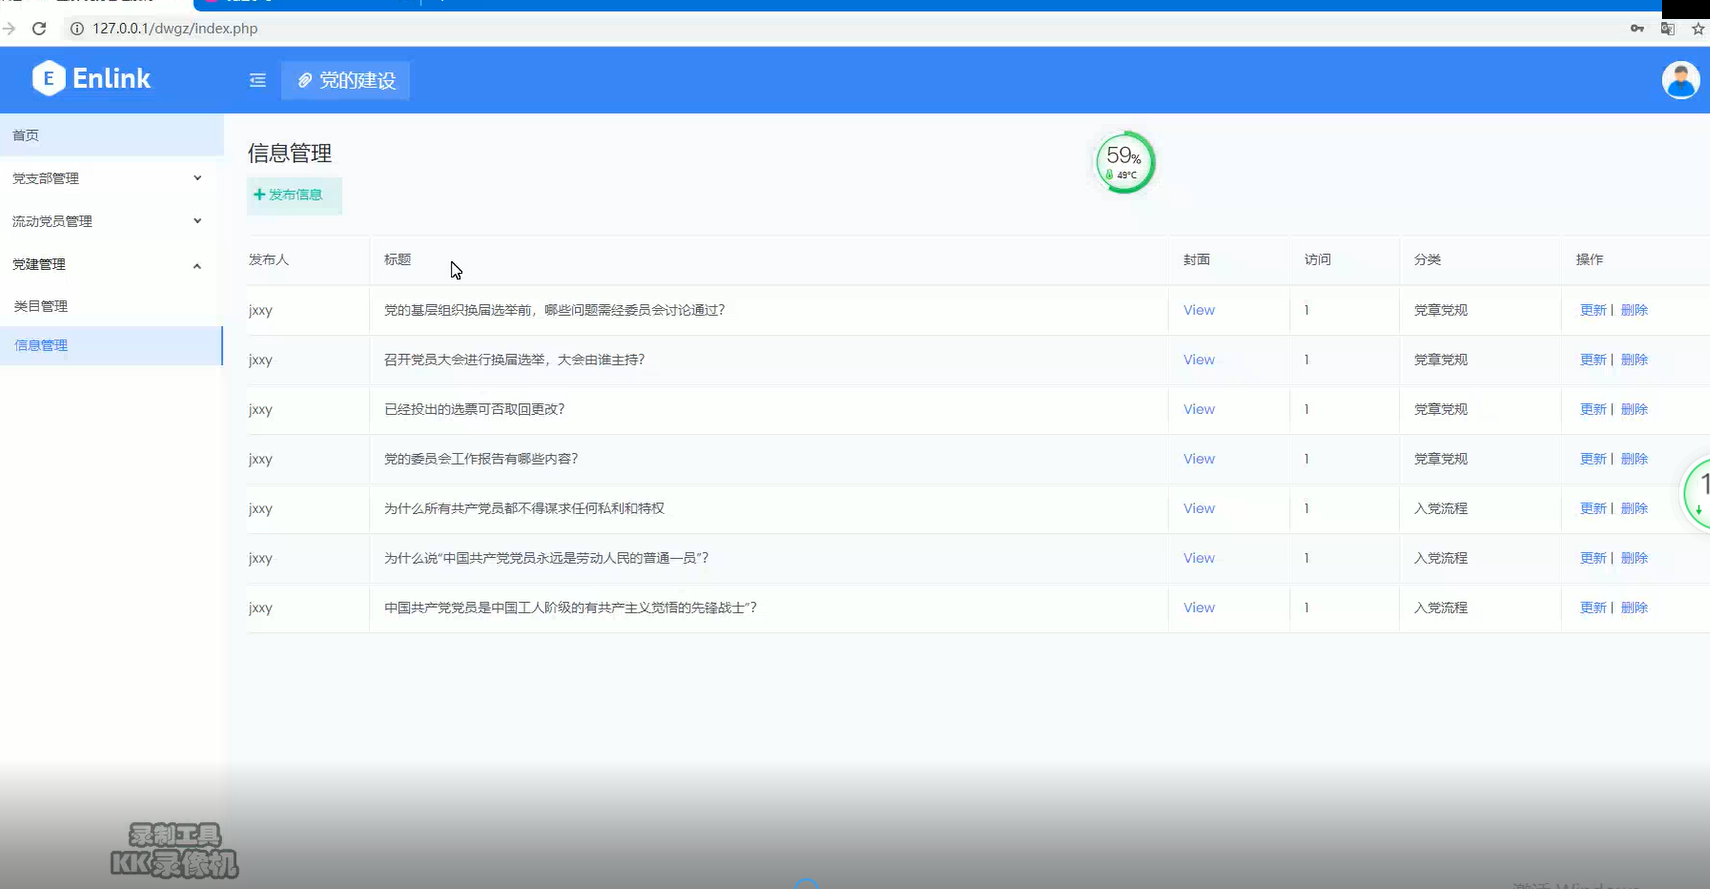 127.0.0.1/dwgz/index.php
E Enlink
党的建设
首页
党支部管理
流动党员管理
党建管理
类目管理
信息管理
信息管理
+ 发布信息
59%
49°C
发布人 标题 封面 访问 分类 操作
jxxy 党的基层组织换届选举前，哪些问题需经委员会讨论通过? View 1 党章党规 更新 | 删除
jxxy 召开党员大会进行换届选举，大会由谁主持? View 1 党章党规 更新 | 删除
jxxy 已经投出的选票可否取回更改? View 1 党章党规 更新 | 删除
jxxy 党的委员会工作报告有哪些内容? View 1 党章党规 更新 | 删除
jxxy 为什么所有共产党员都不得谋求任何私利和特权 View 1 入党流程 更新 | 删除
jxxy 为什么说“中国共产党党员永远是劳动人民的普通一员”? View 1 入党流程 更新 | 删除
jxxy 中国共产党党员是中国工人阶级的有共产主义觉悟的先锋战士”? View 1 入党流程 更新 | 删除
1
录制工具
KK录像机